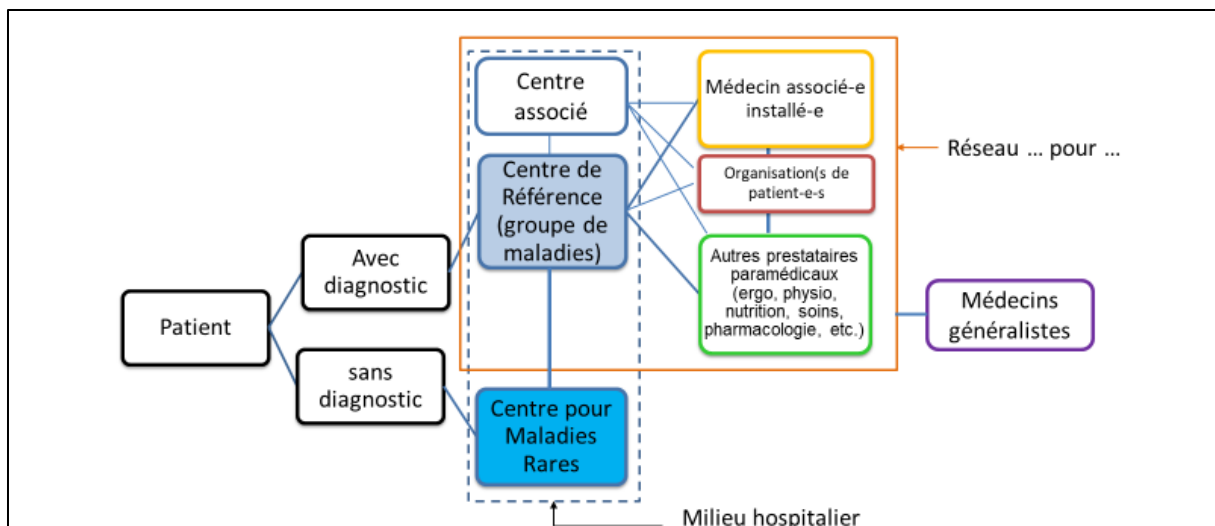 Centre
associé
Médecin associé-e
installé-e
Réseau ... pour ...
Centre de
Référence
(groupe de
maladies)
Organisation(s de
patient-e-s
Avec
diagnostic
Autres prestataires
paramédicaux
(ergo, physio,
nutrition, soins,
pharmacologie, etc.)
Médecins
généralistes
Patient
sans
diagnostic
Centre pour
Maladies
Rares
Milieu hospitalier